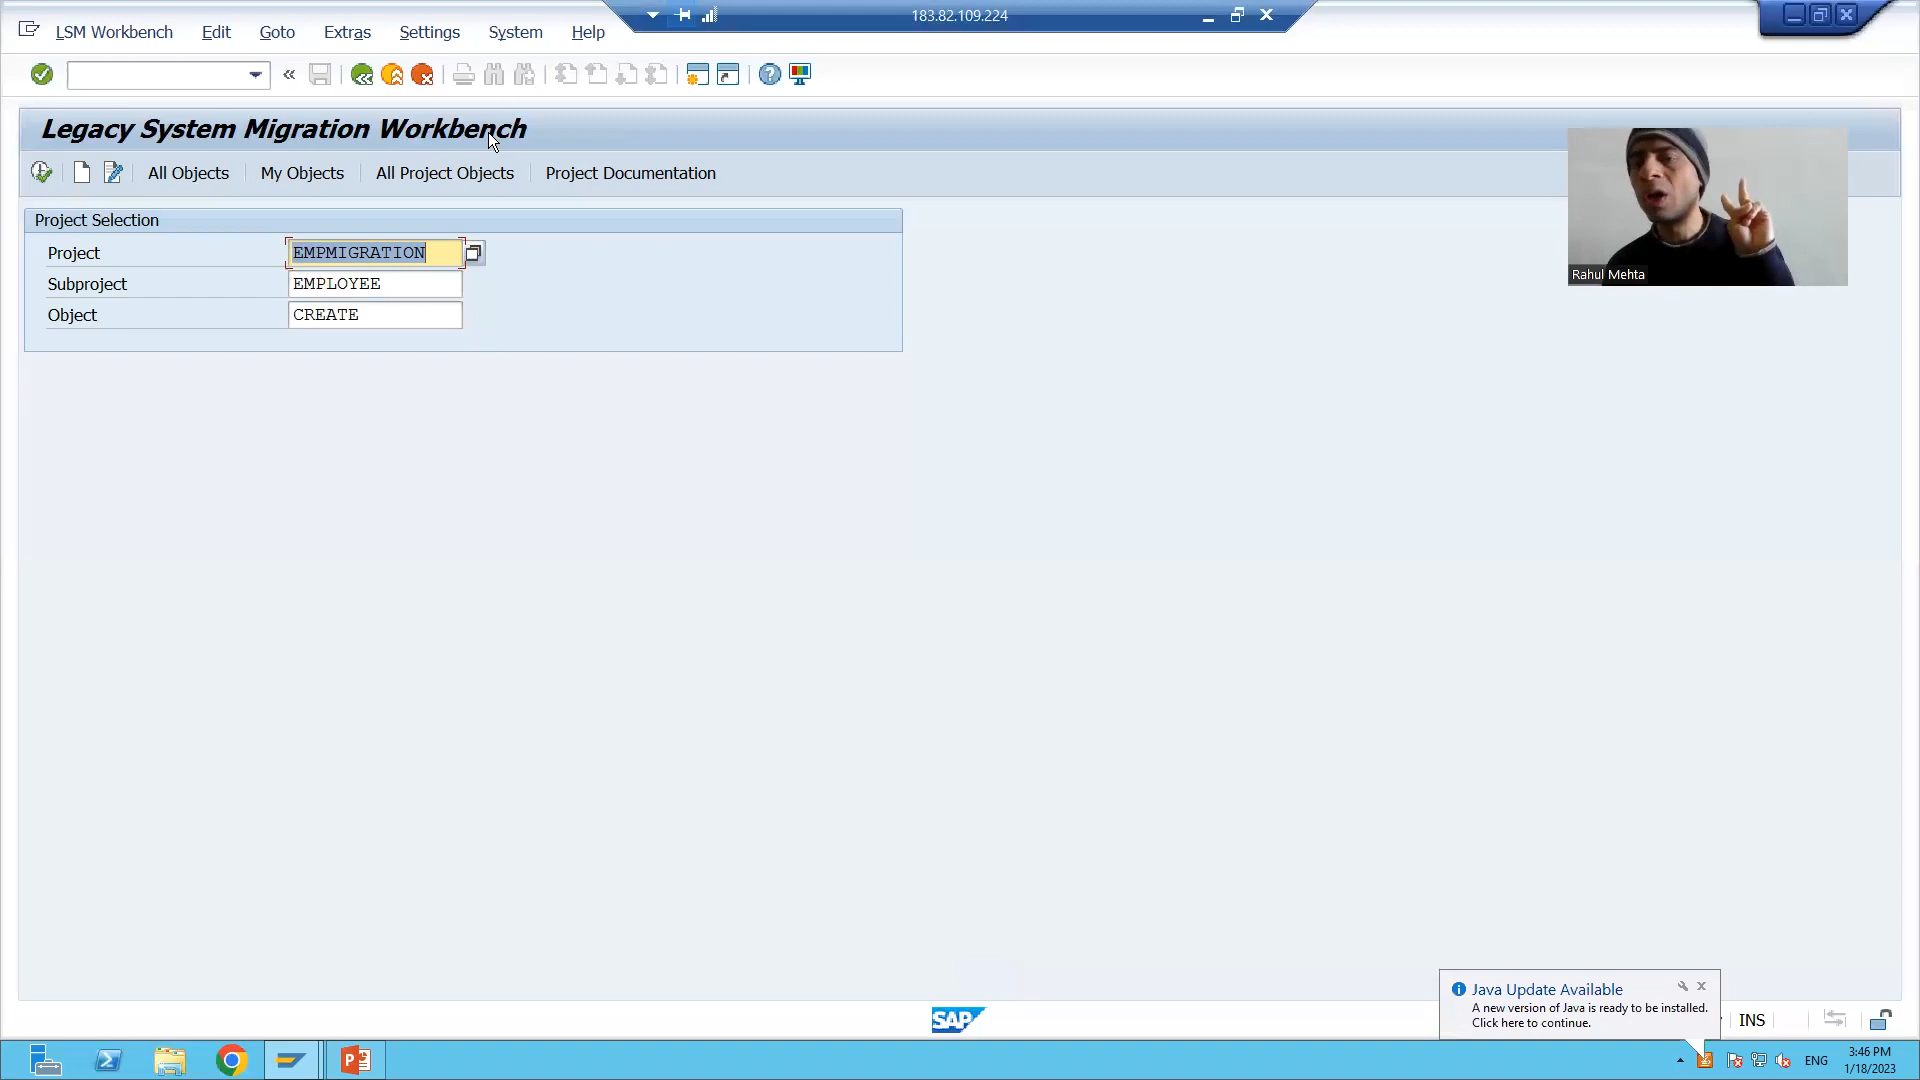 183.82.109.224
LSM Workbench Edit Goto Extras Settings System Help
Legacy System Migration Workbench
All Objects My Objects All Project Objects Project Documentation
Project Selection
Project EMPMIGRATION
Subproject EMPLOYEE
Object CREATE
Rahul Mehta
Java Update Available
A new version of Java is ready to be installed.
Click here to continue.
SAP
INS
ENG
3:46 PM
1/18/2023